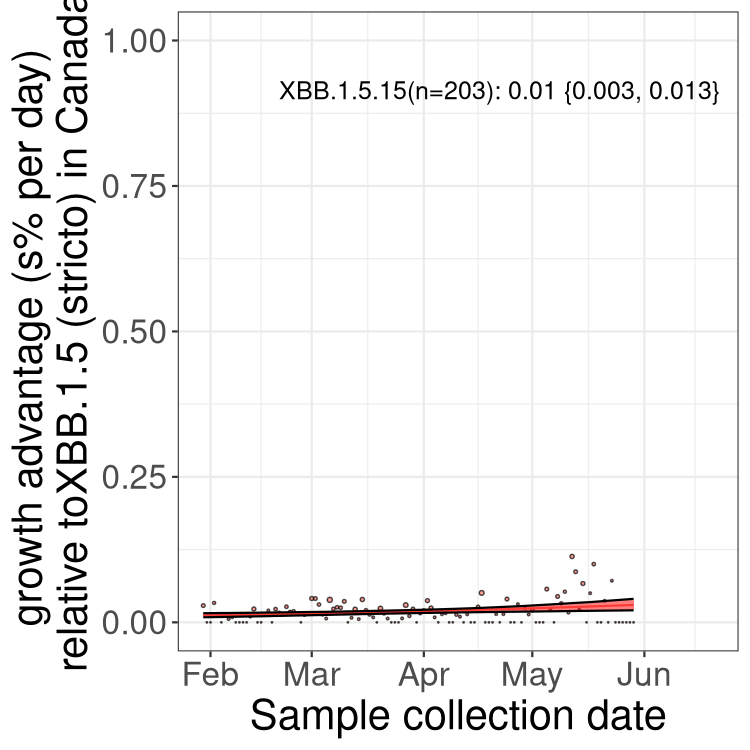 growth advantage (s% per day)
relative toXBB.1.5 (stricto) in Canada
1.00
0.75
0.50
0.25
0.00
XBB.1.5.15(n=203): 0.01 {0.003, 0.013}
Feb Mar Apr May Jun
Sample collection date